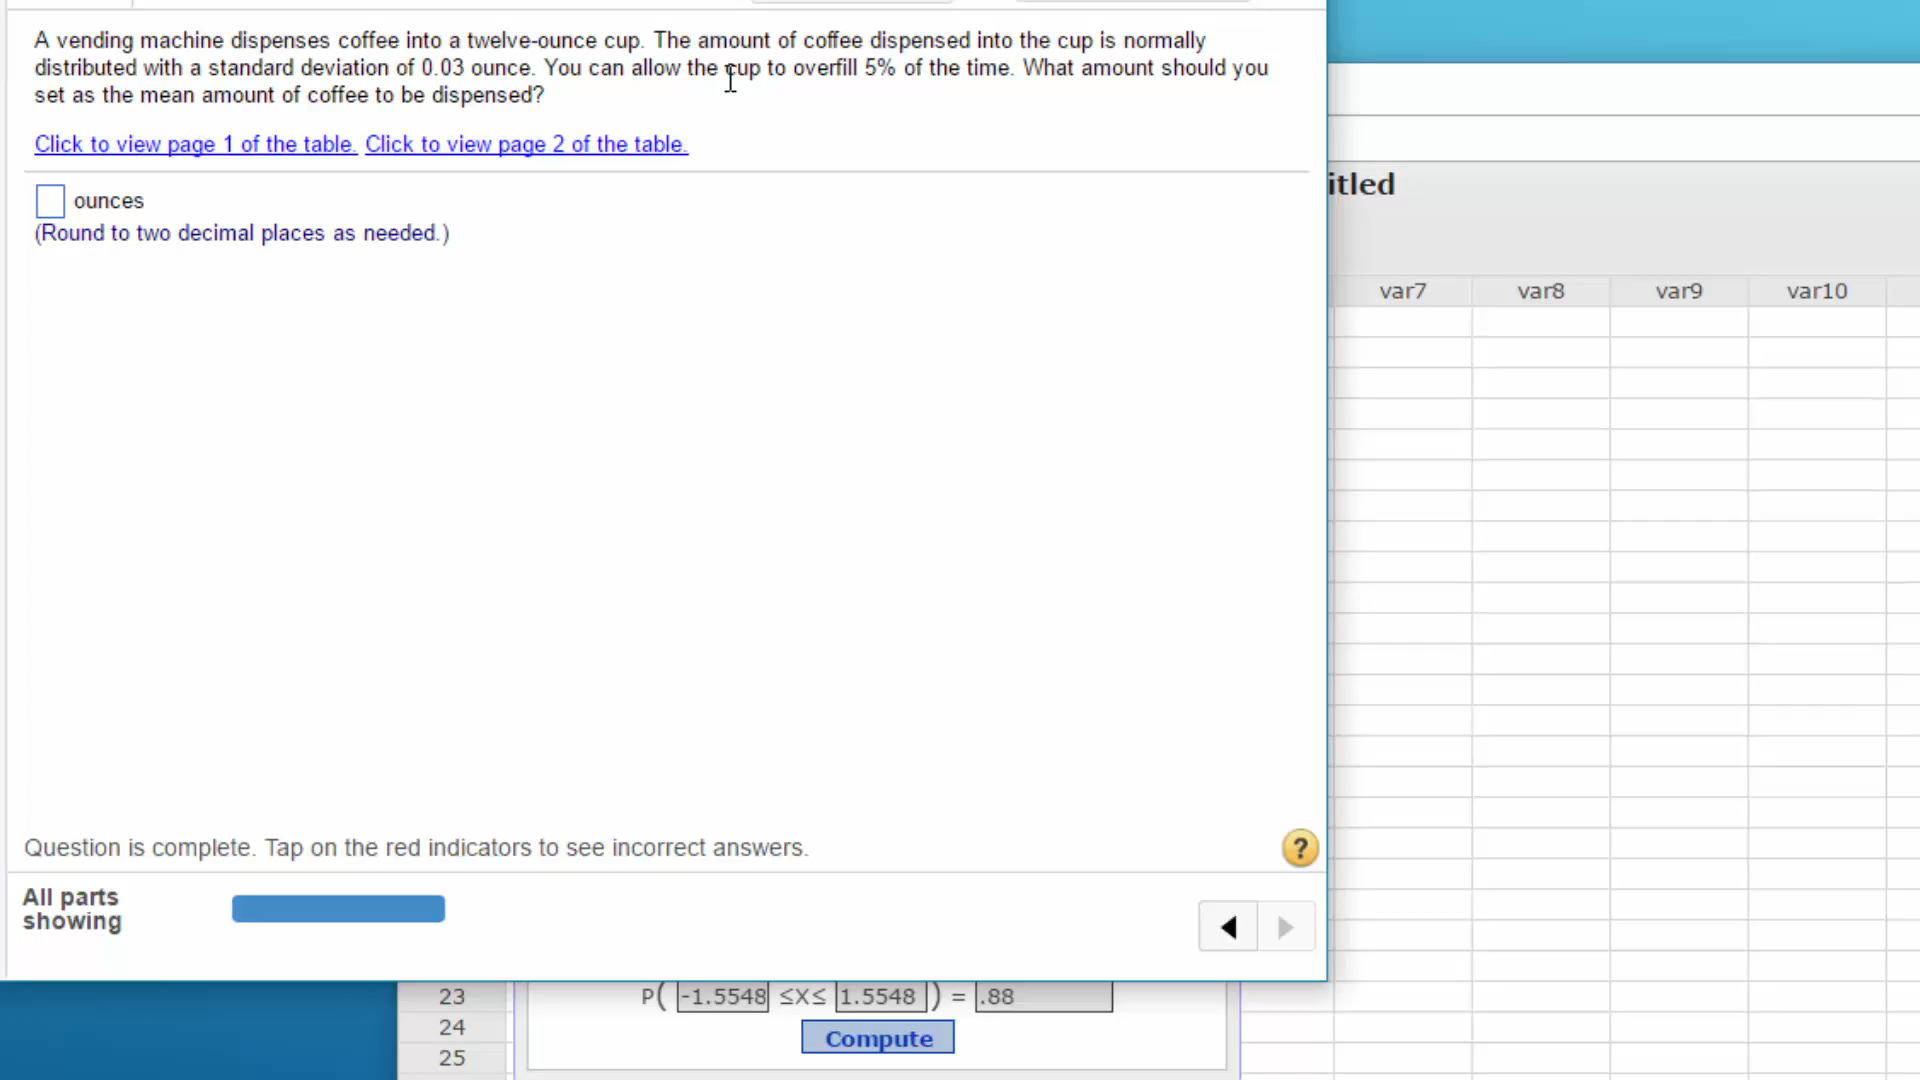 A vending machine dispenses coffee into a twelve-ounce cup. The amount of coffee dispensed into the cup is normally
distributed with a standard deviation of 0.03 ounce. You can allow the cup to overfill 5% of the time. What amount should you
set as the mean amount of coffee to be dispensed?
Click to view page 1 of the table. Click to view page 2 of the table.
ounces
(Round to two decimal places as needed.)
itled
var7 var8 var9 var10
Question is complete. Tap on the red indicators to see incorrect answers.
?
All parts
showing
23 P( -1.5548 ≤X≤ 1.5548 ) = .88
24 Compute
25